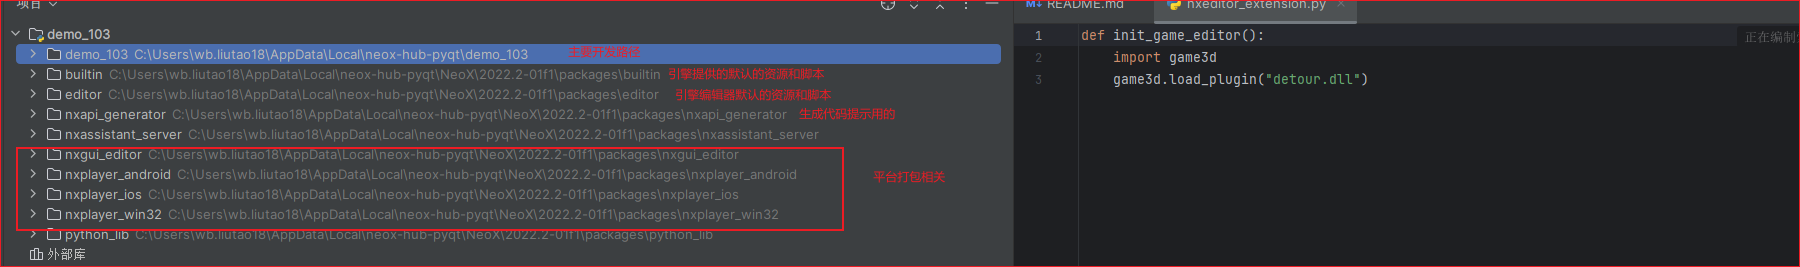 项目
README.md
nxeditor_extension.py
demo_103
demo_103 C:\Users\wb.liutao18\AppData\Local\neox-hub-pyqt\demo_103 主要开发路径
builtin C:\Users\wb.liutao18\AppData\Local\neox-hub-pyqt\NeoX\2022.2-01f1\packages\builtin 引擎提供的默认的资源和脚本
editor C:\Users\wb.liutao18\AppData\Local\neox-hub-pyqt\NeoX\2022.2-01f1\packages\editor 引擎编辑器默认的资源和脚本
nxapi_generator C:\Users\wb.liutao18\AppData\Local\neox-hub-pyqt\NeoX\2022.2-01f1\packages\nxapi_generator 生成代码提示用的
nxassistant_server C:\Users\wb.liutao18\AppData\Local\neox-hub-pyqt\NeoX\2022.2-01f1\packages\nxassistant_server
nxgui_editor C:\Users\wb.liutao18\AppData\Local\neox-hub-pyqt\NeoX\2022.2-01f1\packages\nxgui_editor
nxplayer_android C:\Users\wb.liutao18\AppData\Local\neox-hub-pyqt\NeoX\2022.2-01f1\packages\nxplayer_android 平台打包相关
nxplayer_ios C:\Users\wb.liutao18\AppData\Local\neox-hub-pyqt\NeoX\2022.2-01f1\packages\nxplayer_ios
nxplayer_win32 C:\Users\wb.liutao18\AppData\Local\neox-hub-pyqt\NeoX\2022.2-01f1\packages\nxplayer_win32
python_lib C:\Users\wb.liutao18\AppData\Local\neox-hub-pyqt\NeoX\2022.2-01f1\packages\python_lib
外部库
1 def init_game_editor():
2 import game3d
3 game3d.load_plugin("detour.dll")
正在编制